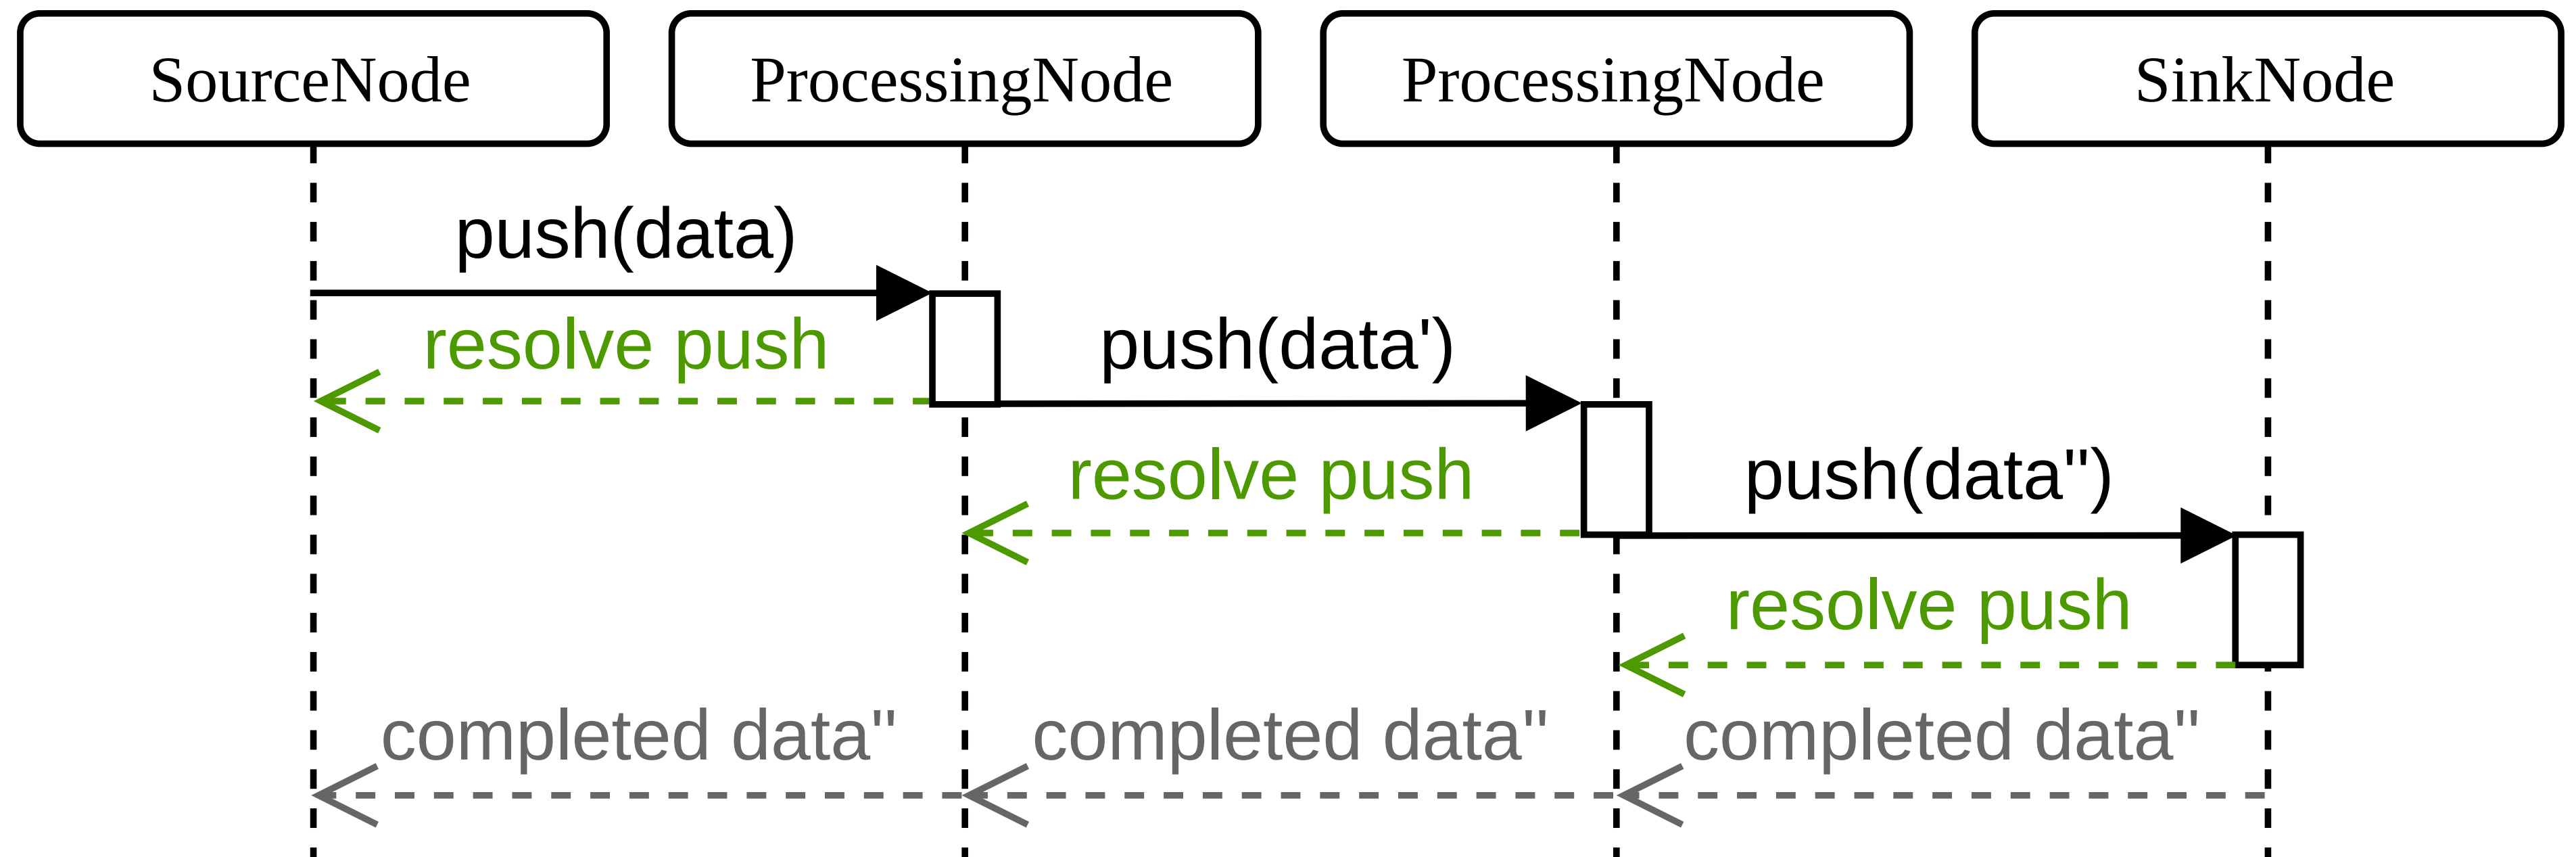 SourceNode
ProcessingNode
ProcessingNode
SinkNode
push(data)
resolve push
push(data')
resolve push
push(data'')
resolve push
completed data''
completed data''
completed data''